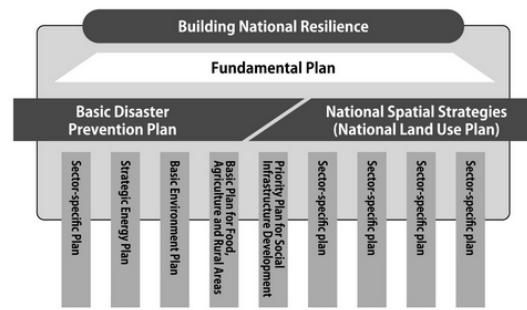 Building National Resilience
Fundamental Plan
Basic Disaster
Prevention Plan
National Spatial Strategies
(National Land Use Plan)
Sector-specific Plan
Strategic Energy Plan
Basic Environment Plan
Basic Plan for Food,
Agriculture and Rural Areas
Priority Plan for Social
Infrastructure Development
Sector-specific plan
Sector-specific plan
Sector-specific plan
Sector-specific plan